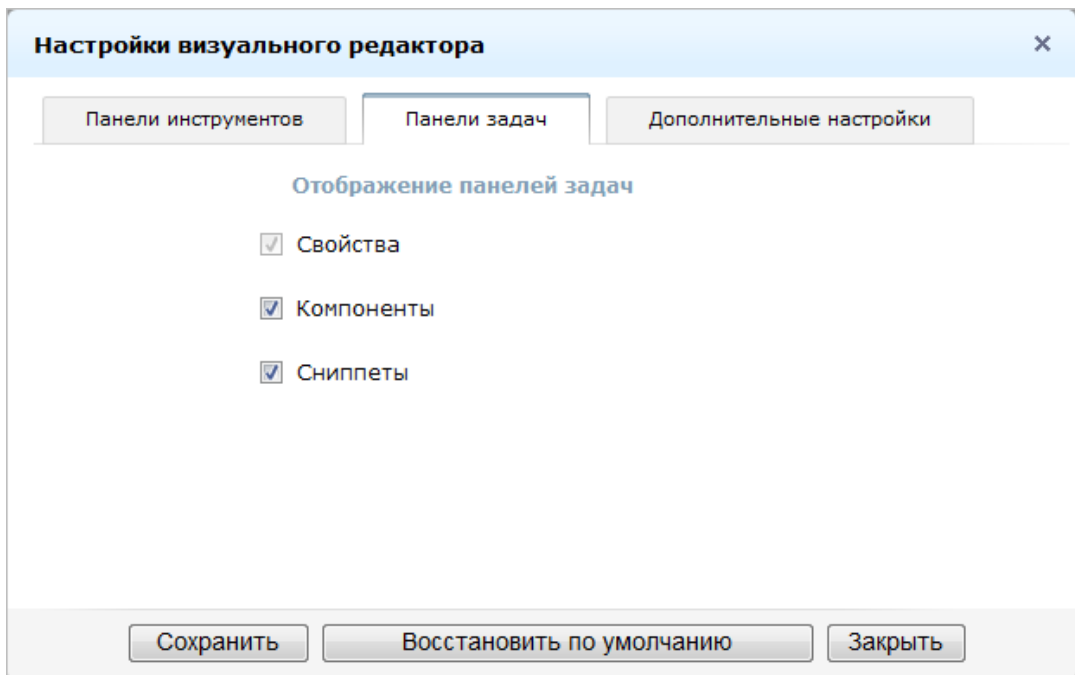 Настройки визуального редактора
Панели инструментов Панели задач Дополнительные настройки
Отображение панелей задач
Свойства
Компоненты
Сниппеты
Сохранить Восстановить по умолчанию Закрыть